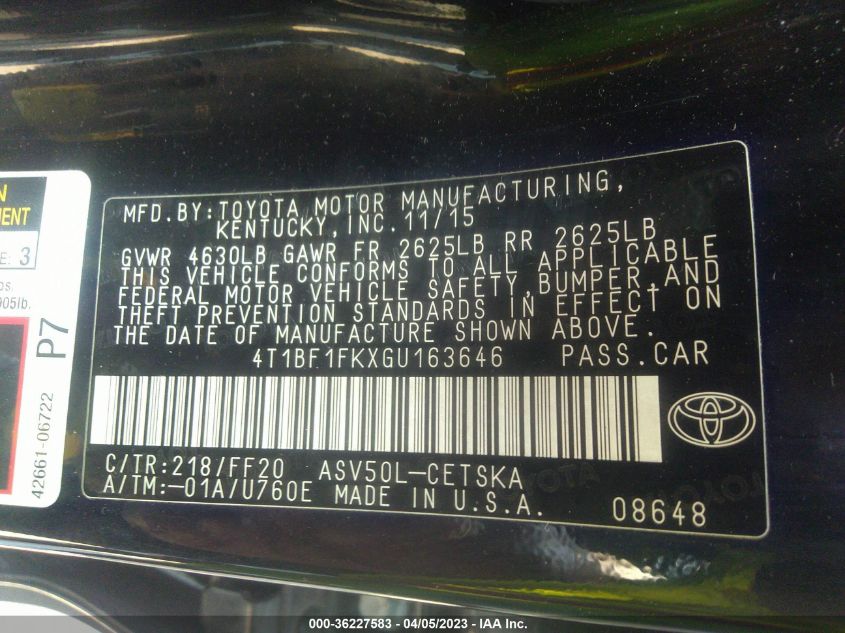 MFD.BY:TOYOTA MOTOR MANUFACTURING,
KENTUCKY,INC.11/15
GVWR 4630LB GAWR FR 2625LB RR 2625LB
THIS VEHICLE CONFORMS TO ALL APPLICABLE
FEDERAL MOTOR VEHICLE SAFETY,BUMPER,AND
THEFT PREVENTION STANDARDS IN EFFECT ON
THE DATE OF MANUFACTURE SHOWN ABOVE.
4T1BF1FKXGU163646 PASS.CAR
C/TR:218/FF20 ASV50L-CETSKA
A/TM:-01A/U760E MADE IN U.S.A.
08648
E: 3
905lb.
P7
42661-06722
TOYOTA
000-36227583 - 04/05/2023 - IAA Inc.